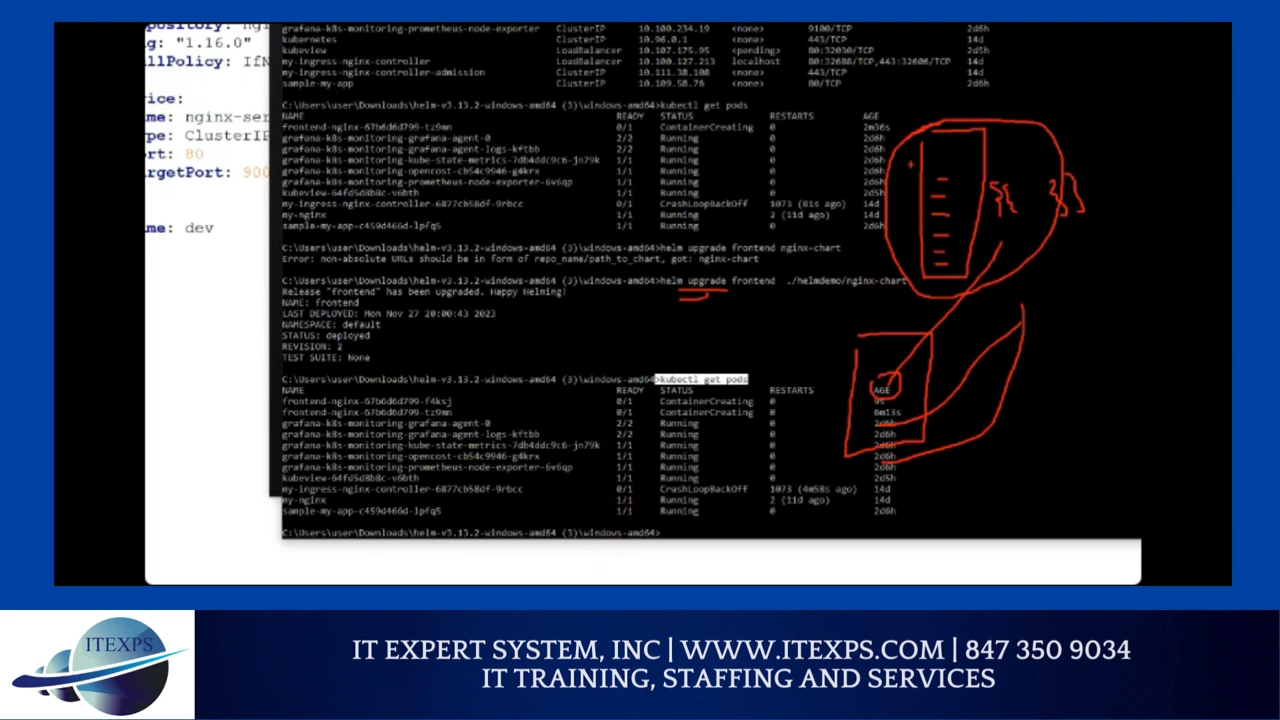 pository: ng
g: "1.16.0"
llPolicy: IfN
ice:
me: nginx-ser
pe: ClusterIP
rt: 80
rgetPort: 900
me: dev
grafana-k8s-monitoring-prometheus-node-exporter ClusterIP 10.100.234.19 <none> 9100/TCP 2d6h
kubernetes ClusterIP 10.96.0.1 <none> 443/TCP 14d
kubeview LoadBalancer 10.107.175.95 <pending> 80:32030/TCP 2d5h
my-ingress-nginx-controller LoadBalancer 10.100.127.213 localhost 80:32688/TCP,443:32606/TCP 14d
my-ingress-nginx-controller-admission ClusterIP 10.111.38.108 <none> 443/TCP 14d
sample-my-app ClusterIP 10.109.58.76 <none> 80/TCP 2d6h
C:\Users\user\Downloads\helm-v3.13.2-windows-amd64 (3)\windows-amd64>kubectl get pods
NAME READY STATUS RESTARTS AGE
frontend-nginx-67b6d6d799-tz9mn 0/1 ContainerCreating 0 2m36s
grafana-k8s-monitoring-grafana-agent-0 2/2 Running 0 2d6h
grafana-k8s-monitoring-grafana-agent-logs-kftbb 2/2 Running 0 2d6h
grafana-k8s-monitoring-kube-state-metrics-7db4ddc9c6-jn79k 1/1 Running 0 2d6h
grafana-k8s-monitoring-opencost-cb54c9946-g4krx 1/1 Running 0 2d6h
grafana-k8s-monitoring-prometheus-node-exporter-6v6qp 1/1 Running 0 2d6h
kubeview-64fd5d8b8c-v6bth 1/1 Running 0 2d5h
my-ingress-nginx-controller-6877cb58df-9rbcc 0/1 CrashLoopBackOff 1073 (81s ago) 14d
my-nginx 1/1 Running 2 (11d ago) 14d
sample-my-app-c459d466d-lpfq5 1/1 Running 0 2d6h
C:\Users\user\Downloads\helm-v3.13.2-windows-amd64 (3)\windows-amd64>helm upgrade frontend nginx-chart
Error: non-absolute URLs should be in form of repo_name/path_to_chart, got: nginx-chart
C:\Users\user\Downloads\helm-v3.13.2-windows-amd64 (3)\windows-amd64>helm upgrade frontend ./helmdemo/nginx-chart
Release "frontend" has been upgraded. Happy Helming!
NAME: frontend
LAST DEPLOYED: Mon Nov 27 20:00:43 2023
NAMESPACE: default
STATUS: deployed
REVISION: 2
TEST SUITE: None
C:\Users\user\Downloads\helm-v3.13.2-windows-amd64 (3)\windows-amd64>kubectl get pods
NAME READY STATUS RESTARTS AGE
frontend-nginx-67b6d6d799-f4ksj 0/1 ContainerCreating 0 9s
frontend-nginx-67b6d6d799-tz9mn 0/1 ContainerCreating 0 6m13s
grafana-k8s-monitoring-grafana-agent-0 2/2 Running 0 2d6h
grafana-k8s-monitoring-grafana-agent-logs-kftbb 2/2 Running 0 2d6h
grafana-k8s-monitoring-kube-state-metrics-7db4ddc9c6-jn79k 1/1 Running 0 2d6h
grafana-k8s-monitoring-opencost-cb54c9946-g4krx 1/1 Running 0 2d6h
grafana-k8s-monitoring-prometheus-node-exporter-6v6qp 1/1 Running 0 2d6h
kubeview-64fd5d8b8c-v6bth 1/1 Running 0 2d5h
my-ingress-nginx-controller-6877cb58df-9rbcc 0/1 CrashLoopBackOff 1073 (4m58s ago) 14d
my-nginx 1/1 Running 2 (11d ago) 14d
sample-my-app-c459d466d-lpfq5 1/1 Running 0 2d6h
C:\Users\user\Downloads\helm-v3.13.2-windows-amd64 (3)\windows-amd64>
ITEXPS
IT EXPERT SYSTEM, INC | WWW.ITEXPS.COM | 847 350 9034
IT TRAINING, STAFFING AND SERVICES